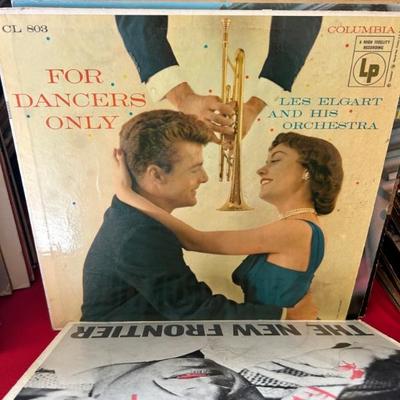 CL 803
COLUMBIA
A HIGH FIDELITY
RECORDING
Lp
FOR
DANCERS
ONLY
LES ELGART
AND HIS
ORCHESTRA
THE NEW FRONTIER